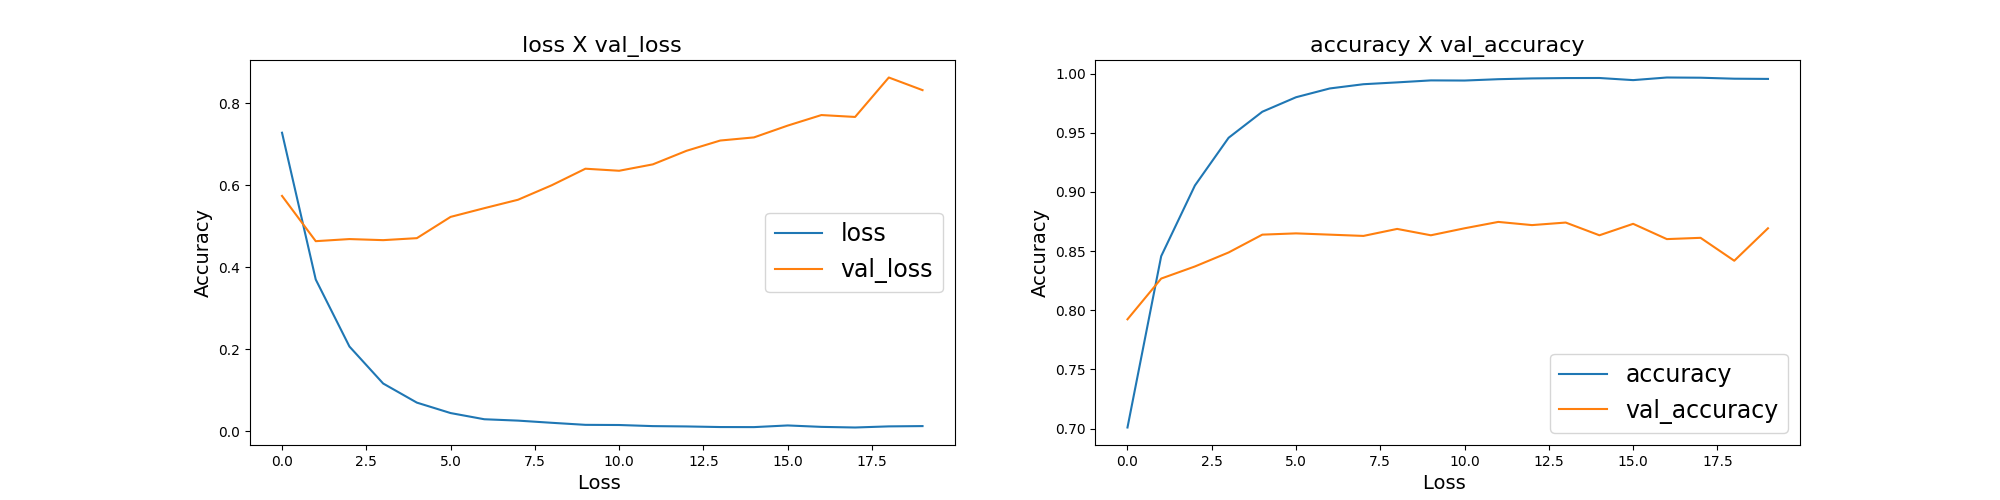 loss X val_loss
Accuracy
0.8
0.6
0.4
0.2
0.0
loss
val_loss
0.0 2.5 5.0 7.5 10.0 12.5 15.0 17.5
Loss
accuracy X val_accuracy
Accuracy
1.00
0.95
0.90
0.85
0.80
0.75
0.70
accuracy
val_accuracy
0.0 2.5 5.0 7.5 10.0 12.5 15.0 17.5
Loss